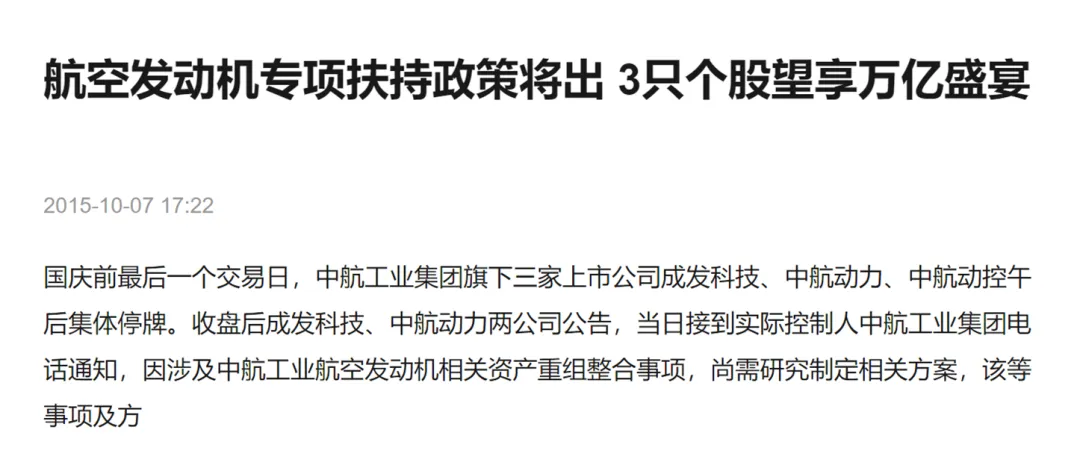 航空发动机专项扶持政策将出 3只个股望享万亿盛宴
2015-10-07 17:22
国庆前最后一个交易日，中航工业集团旗下三家上市公司成发科技、中航动力、中航动控午
后集体停牌。收盘后成发科技、中航动力两公司公告，当日接到实际控制人中航工业集团电
话通知，因涉及中航工业航空发动机相关资产重组整合事项，尚需研究制定相关方案，该等
事项及方